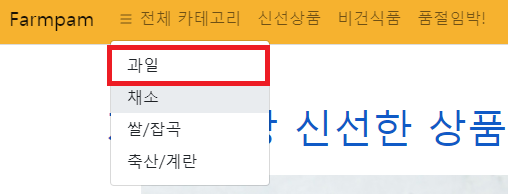 Farmpam 전체 카테고리 신선상품 비건식품 품절임박!
과일
채소
쌀/잡곡
축산/계란
신선한 상품